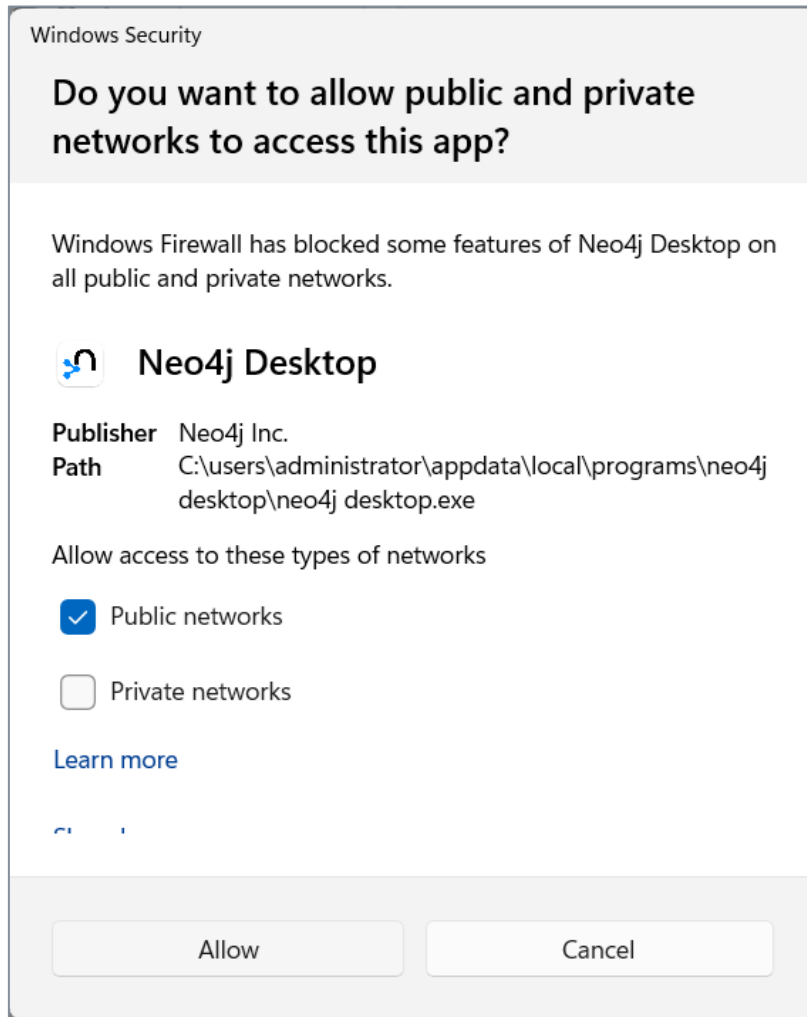 Windows Security
Do you want to allow public and private
networks to access this app?
Windows Firewall has blocked some features of Neo4j Desktop on
all public and private networks.
Neo4j Desktop
Publisher Neo4j Inc.
Path C:\users\administrator\appdata\local\programs\neo4j
desktop\neo4j desktop.exe
Allow access to these types of networks
Public networks
Private networks
Learn more
Allow
Cancel